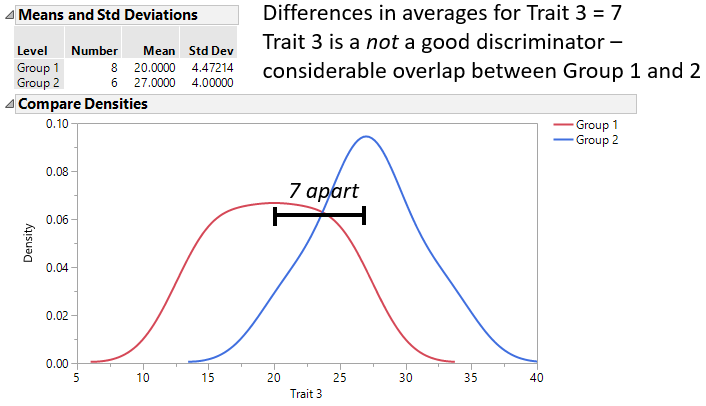 Means and Std Deviations
Level Number Mean Std Dev
Group 1 8 20.0000 4.47214
Group 2 6 27.0000 4.00000
Differences in averages for Trait 3 = 7
Trait 3 is a not a good discriminator –
considerable overlap between Group 1 and 2
Compare Densities
Group 1
Group 2
7 apart
Density
0.10
0.08
0.06
0.04
0.02
0.00
5 10 15 20 25 30 35 40
Trait 3